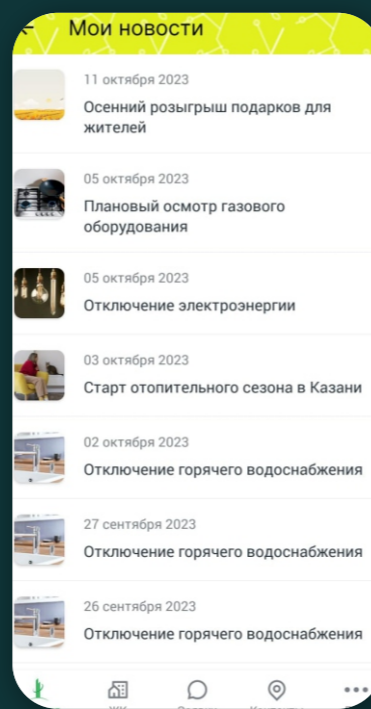 Мои новости
11 октября 2023
Осенний розыгрыш подарков для
жителей
05 октября 2023
Плановый осмотр газового
оборудования
05 октября 2023
Отключение электроэнергии
03 октября 2023
Старт отопительного сезона в Казани
02 октября 2023
Отключение горячего водоснабжения
27 сентября 2023
Отключение горячего водоснабжения
26 сентября 2023
Отключение горячего водоснабжения